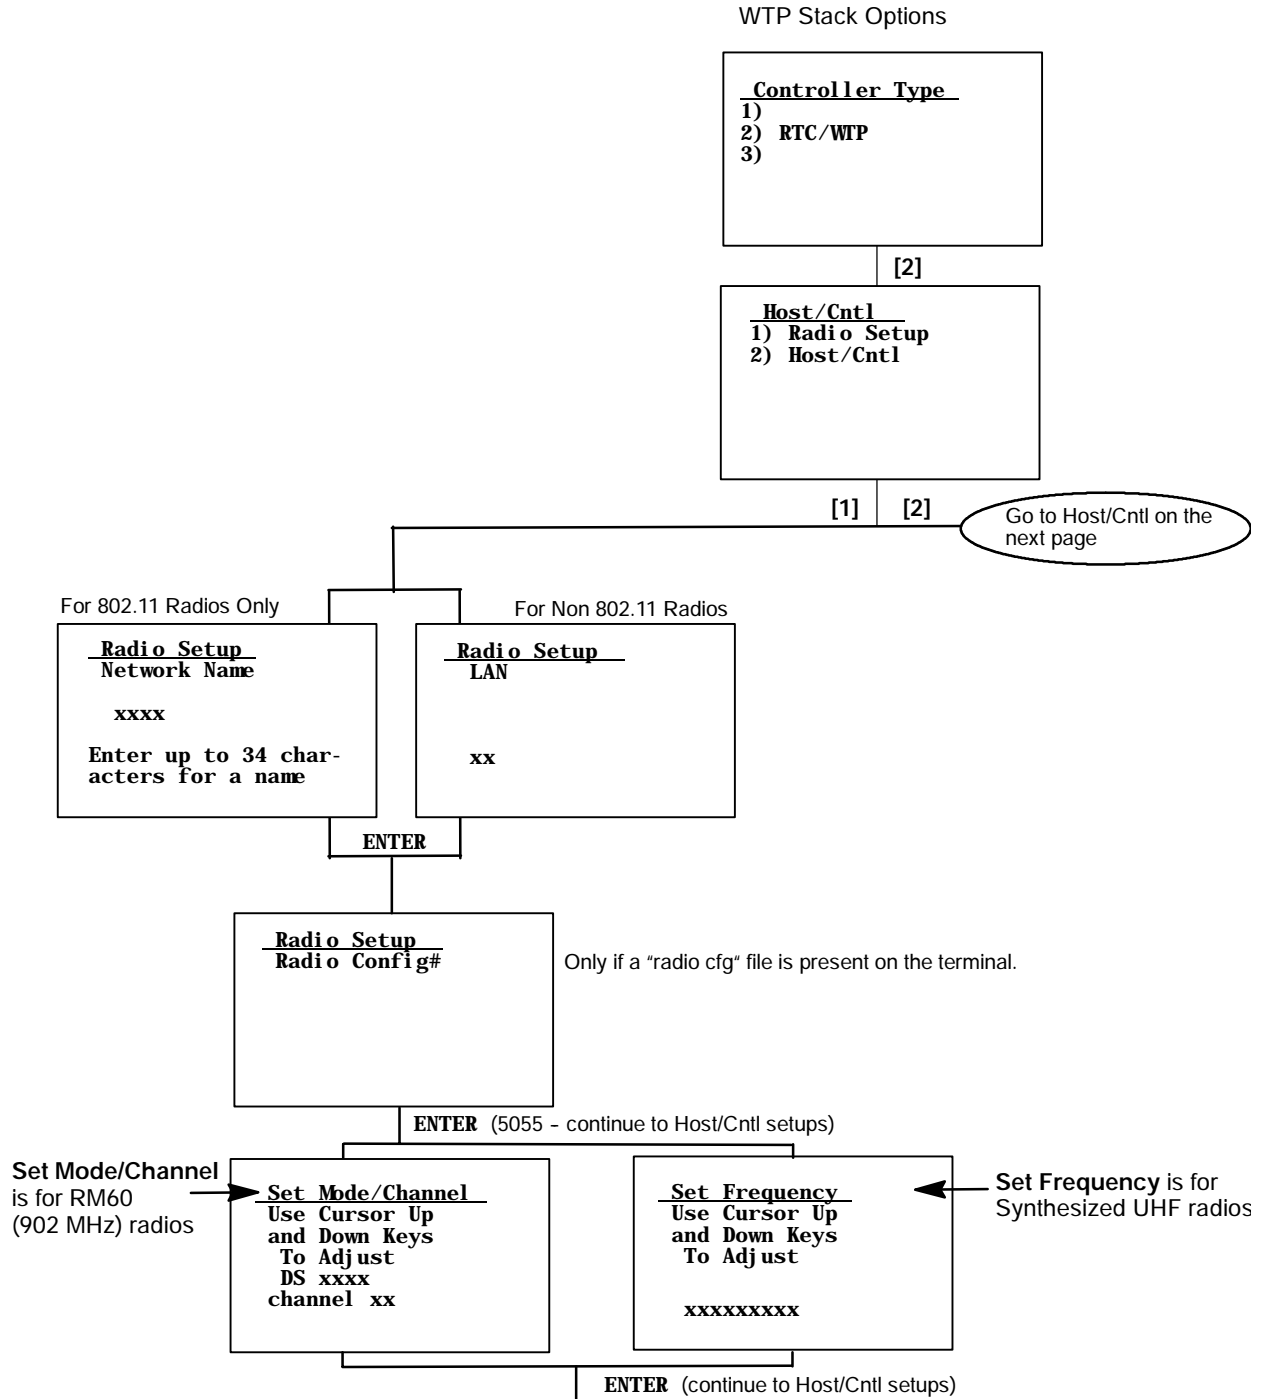 WTP Stack Options
Controller Type
1)
2) RTC/WTP
3)
[2]
Host/Cntl
1) Radio Setup
2) Host/Cntl
[1] [2]
Go to Host/Cntl on the
next page
For 802.11 Radios Only
Radio Setup
Network Name
xxxx
Enter up to 34 char-
acters for a name
For Non 802.11 Radios
Radio Setup
LAN
xx
ENTER
Radio Setup
Radio Config#
Only if a "radio cfg" file is present on the terminal.
ENTER (5055 - continue to Host/Cntl setups)
Set Mode/Channel
is for RM60
(902 MHz) radios
Set Mode/Channel
Use Cursor Up
and Down Keys
To Adjust
DS xxxx
channel xx
Set Frequency
Use Cursor Up
and Down Keys
To Adjust
xxxxxxxxx
Set Frequency is for
Synthesized UHF radios
ENTER (continue to Host/Cntl setups)